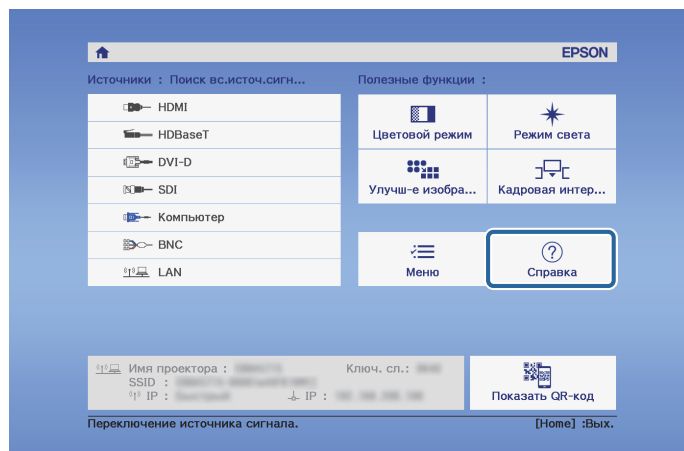 EPSON
Источники : Поиск вс.источ.сигн...
HDMI
HDBaseT
DVI-D
SDI
Компьютер
BNC
LAN
Полезные функции :
Цветовой режим
Режим света
Улучш-е изобра...
Кадровая интер...
Меню
Справка
Имя проектора :
Ключ. сл.:
SSID :
IP :
IP :
Показать QR-код
Переключение источника сигнала.
[Home] :Вых.